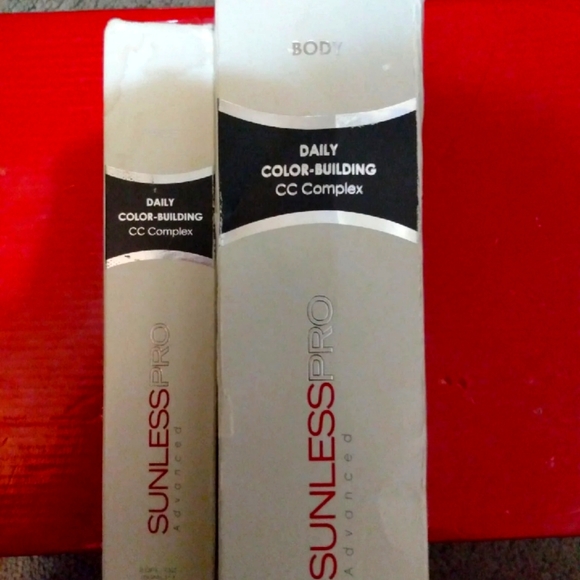 DAILY
COLOR-BUILDING
CC Complex
SUNLESSPRO
Advanced
BODY
DAILY
COLOR-BUILDING
CC Complex
SUNLESSPRO
Advanced